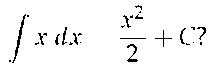 ∫ x dx x²/2 + C?